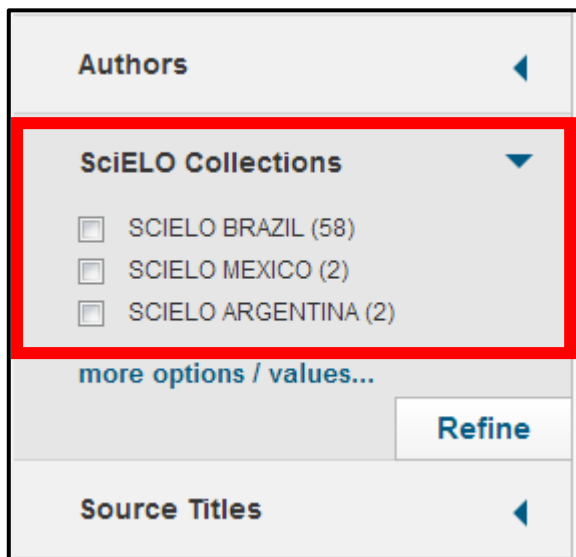 Authors
SciELO Collections
SCIELO BRAZIL (58)
SCIELO MEXICO (2)
SCIELO ARGENTINA (2)
more options / values...
Refine
Source Titles